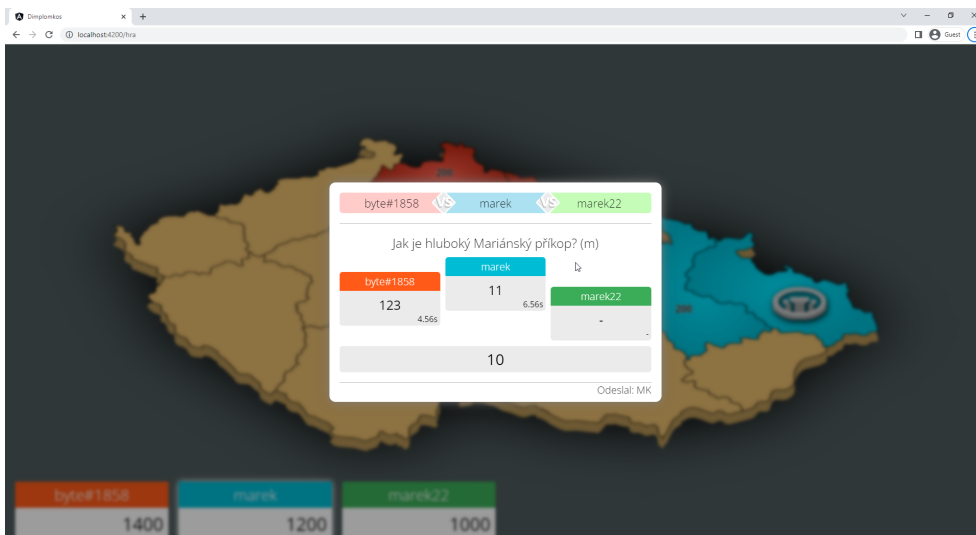 Dimplomkos
localhost:4200/hra
Guest
200
byte#1858 VS marek VS marek22
Jak je hluboký Mariánský příkop? (m)
marek
byte#1858
11
marek22
123
6.56s
4.56s
-
-
200
10
Odeslal: MK
byte#1858 marek marek22
1400 1200 1000